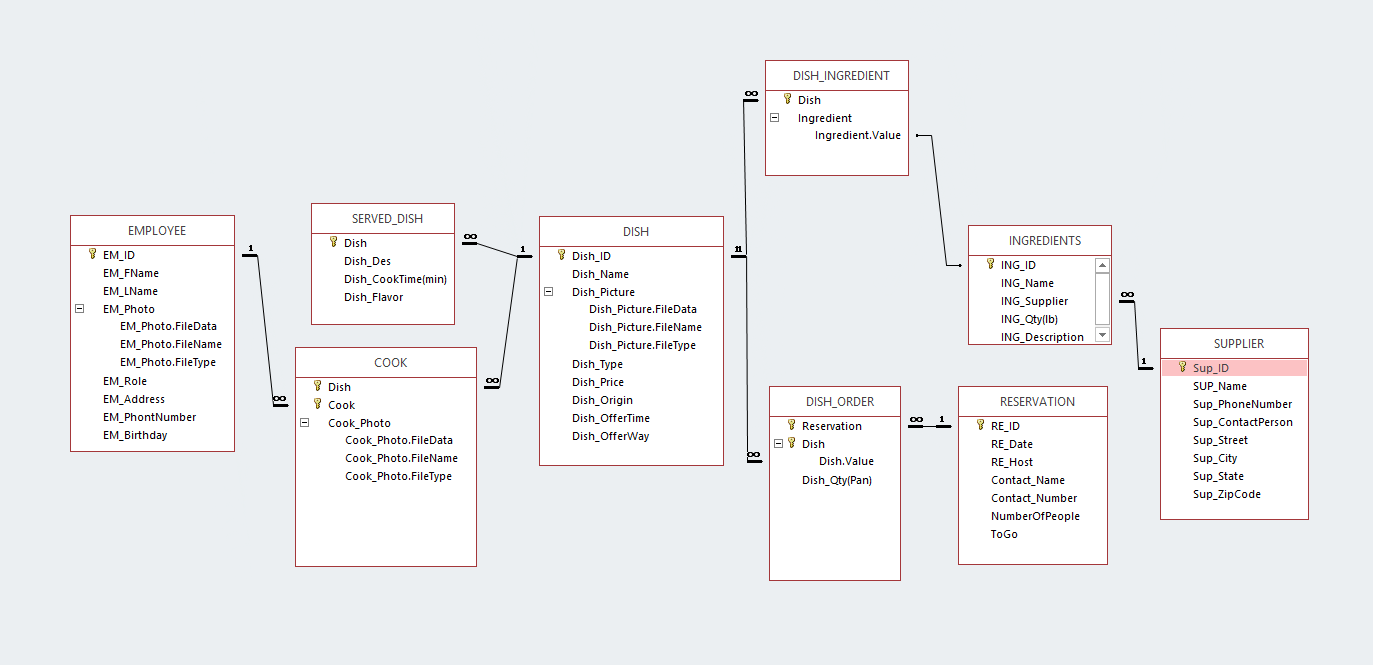 EMPLOYEE
EM_ID
EM_FName
EM_LName
EM_Photo
EM_Photo.FileData
EM_Photo.FileName
EM_Photo.FileType
EM_Role
EM_Address
EM_PhontNumber
EM_Birthday
1
∞
SERVED_DISH
Dish
Dish_Des
Dish_CookTime(min)
Dish_Flavor
∞
1
COOK
Dish
Cook
Cook_Photo
Cook_Photo.FileData
Cook_Photo.FileName
Cook_Photo.FileType
∞
DISH
Dish_ID
Dish_Name
Dish_Picture
Dish_Picture.FileData
Dish_Picture.FileName
Dish_Picture.FileType
Dish_Type
Dish_Price
Dish_Origin
Dish_OfferTime
Dish_OfferWay
11
∞
∞
DISH_INGREDIENT
Dish
Ingredient
Ingredient.Value
DISH_ORDER
Reservation
Dish
Dish.Value
Dish_Qty(Pan)
∞
1
INGREDIENTS
ING_ID
ING_Name
ING_Supplier
ING_Qty(lb)
ING_Description
∞
1
RESERVATION
RE_ID
RE_Date
RE_Host
Contact_Name
Contact_Number
NumberOfPeople
ToGo
SUPPLIER
Sup_ID
SUP_Name
Sup_PhoneNumber
Sup_ContactPerson
Sup_Street
Sup_City
Sup_State
Sup_ZipCode